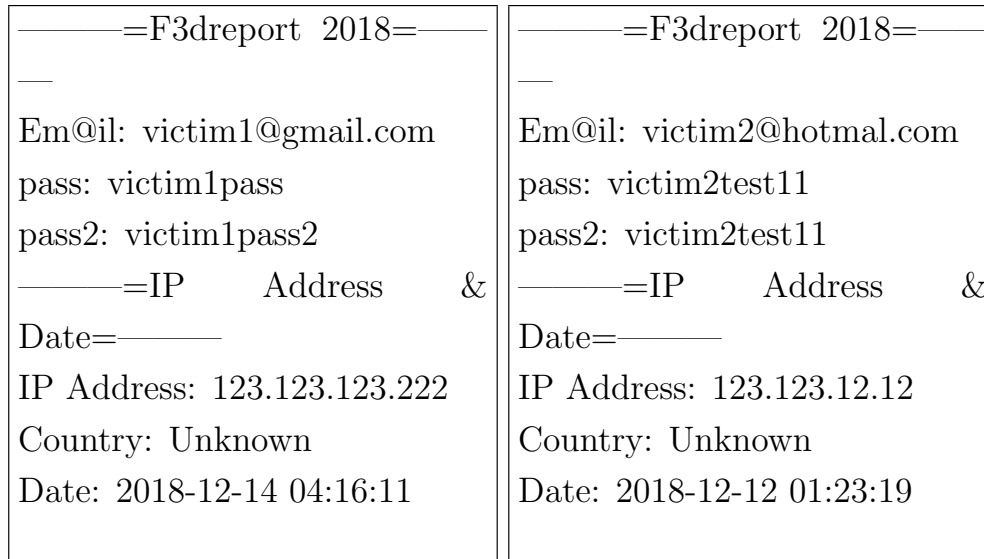 ———=F3dreport 2018=——
—
Em@il: victim1@gmail.com
pass: victim1pass
pass2: victim1pass2
———=IP Address &
Date=———
IP Address: 123.123.123.222
Country: Unknown
Date: 2018-12-14 04:16:11
———=F3dreport 2018=——
—
Em@il: victim2@hotmal.com
pass: victim2test11
pass2: victim2test11
———=IP Address &
Date=———
IP Address: 123.123.12.12
Country: Unknown
Date: 2018-12-12 01:23:19